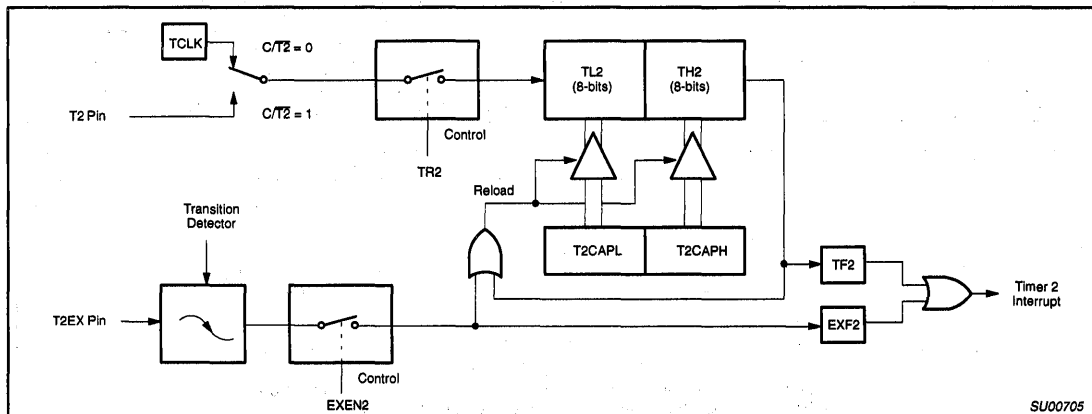 TCLK
C/T2̅ = 0
T2 Pin
C/T2̅ = 1
Control
TR2
TL2
(8-bits)
TH2
(8-bits)
Reload
Transition
Detector
T2CAPL
T2CAPH
TF2
Timer 2
Interrupt
T2EX Pin
EXF2
Control
EXEN2
SU00705